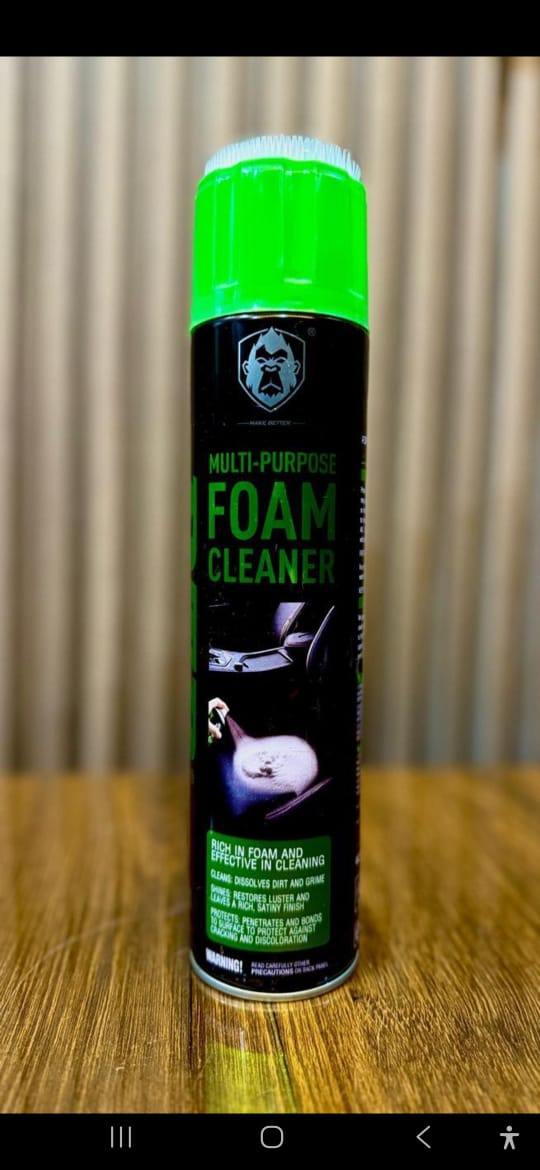 ®
MAKE BETTER
MULTI-PURPOSE
FOAM
CLEANER
RICH IN FOAM AND
EFFECTIVE IN CLEANING
CLEANS: DISSOLVES DIRT AND GRIME
SHINES: RESTORES LUSTER AND
LEAVES A RICH, SATINY FINISH
PROTECTS: PENETRATES AND BONDS
TO SURFACE TO PROTECT AGAINST
CRACKING AND DISCOLORATION
WARNING!
READ CAREFULLY OTHER
PRECAUTIONS ON BACK PANEL